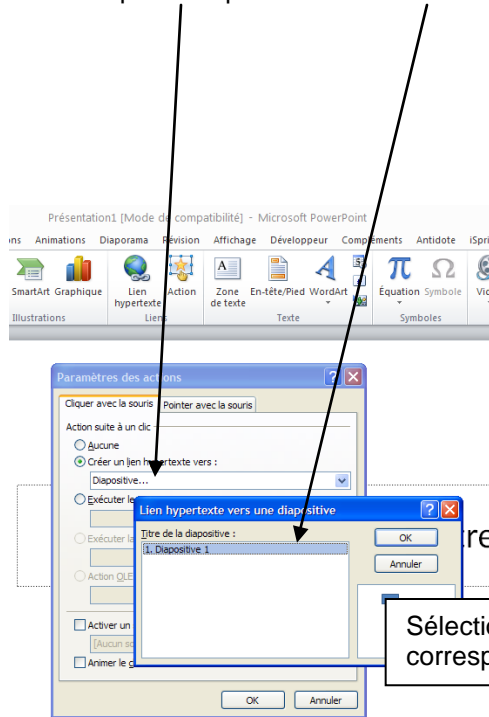 Présentation1 [Mode de compatibilité] - Microsoft PowerPoint
Animations Diaporama Révision Affichage Développeur Compléments Antidote
SmartArt Graphique Lien hypertexte Action Zone de texte En-tête/Pied WordArt Équation Symbole
Illustrations Liens Texte Symboles
Paramètres des actions
Cliquer avec la souris Pointer avec la souris
Action suite à un clic
Aucune
Créer un lien hypertexte vers :
Diapositive...
Exécuter le
Lien hypertexte vers une diapositive
Titre de la diapositive :
1. Diapositive 1
OK
Annuler
Exécuter la
Action OLE
Activer un
[Aucun so
Animer le c
OK Annuler
Sélectio
corresp